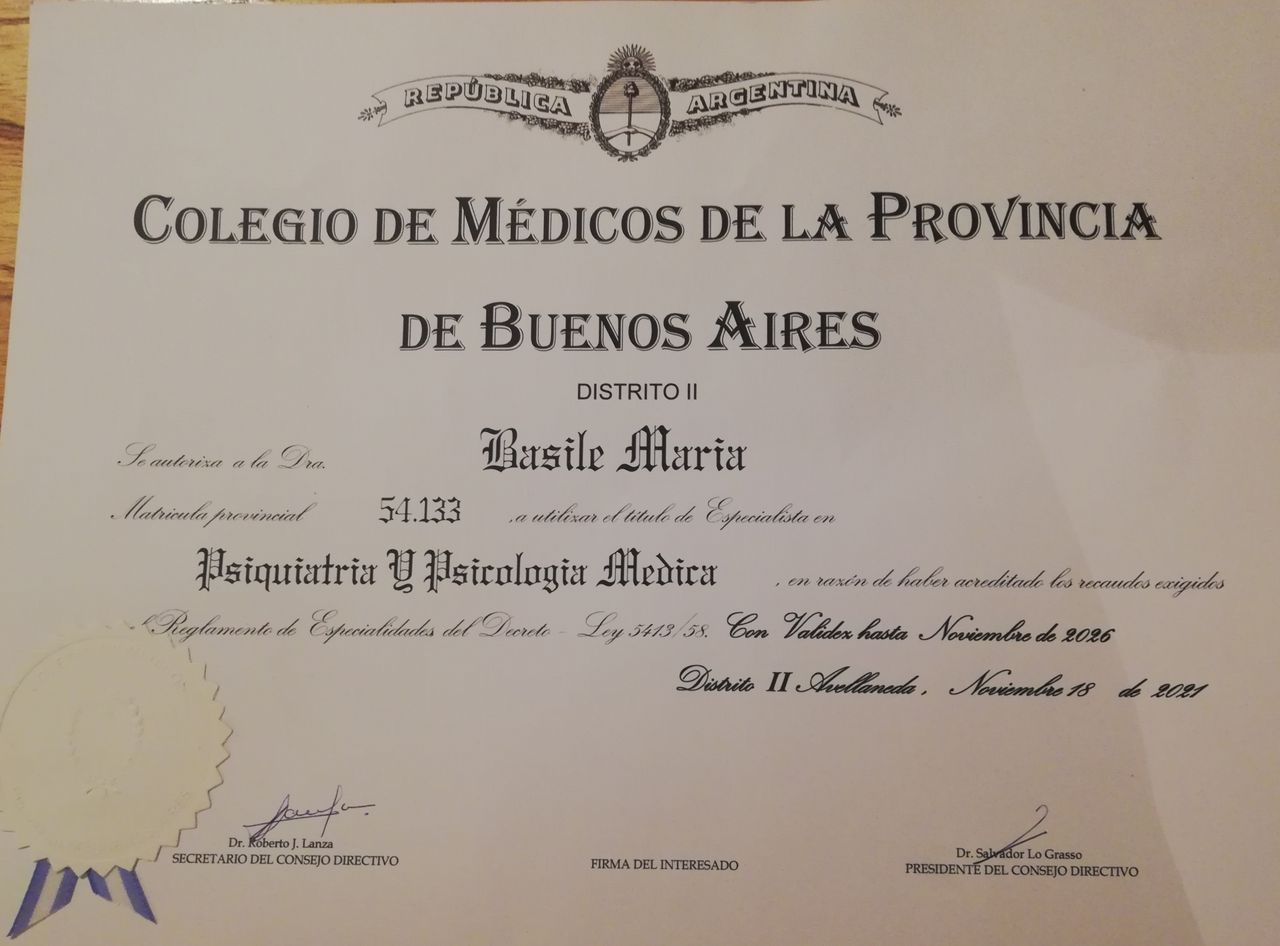 REPÚBLICA ARGENTINA
COLEGIO DE MÉDICOS DE LA PROVINCIA
DE BUENOS AIRES
DISTRITO II
Se autoriza a la Dra. Basile Maria
Matricula provincial 54.133 , a utilizar el título de Especialista en
Psiquiatria Y Psicologia Medica , en razón de haber acreditado los recaudos exigidos
Reglamento de Especialidades del Decreto - Ley 5413/58. Con Validez hasta Noviembre de 2026
Distrito II Avellaneda , Noviembre 18 de 2021
Dr. Roberto J. Lanza
SECRETARIO DEL CONSEJO DIRECTIVO
FIRMA DEL INTERESADO
Dr. Salvador Lo Grasso
PRESIDENTE DEL CONSEJO DIRECTIVO